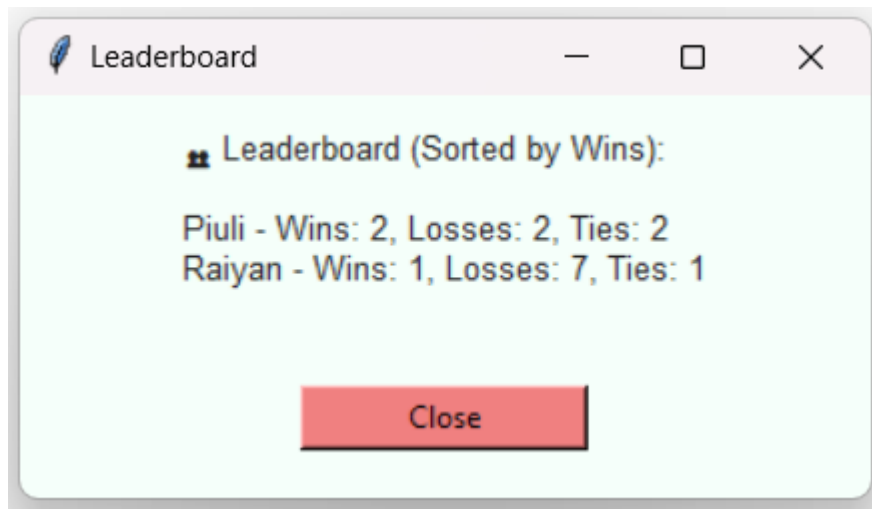 Leaderboard
👥 Leaderboard (Sorted by Wins):
Piuli - Wins: 2, Losses: 2, Ties: 2
Raiyan - Wins: 1, Losses: 7, Ties: 1
Close